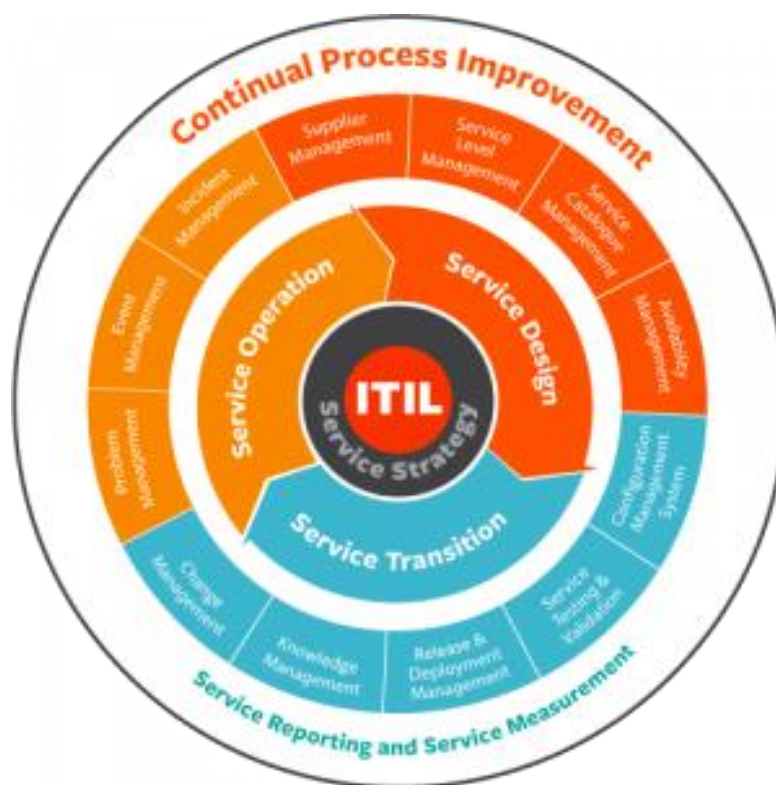 Continual Process Improvement
Supplier
Management
Service
Level
Management
Service
Catalogue
Management
Availability
Management
Configuration
Management
System
Service
Testing &
Validation
Release &
Deployment
Management
Knowledge
Management
Change
Management
Problem
Management
Event
Management
Incident
Management
Service Design
Service Transition
Service Operation
ITIL
Service Strategy
Service Reporting and Service Measurement